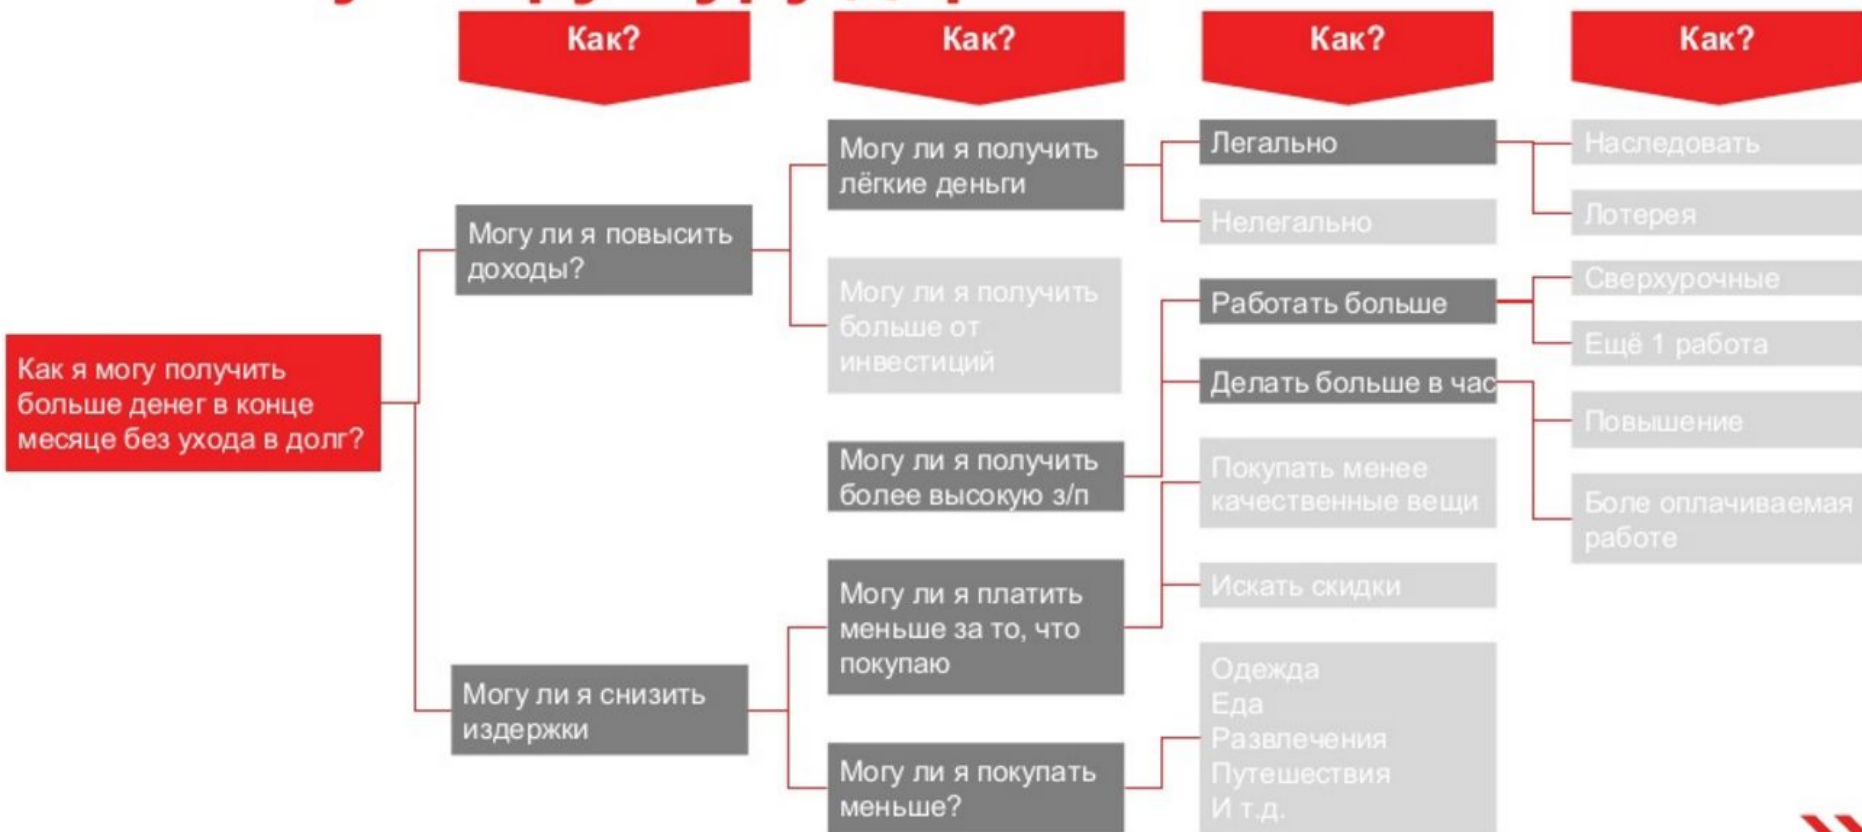 Как?
Как?
Как?
Как?
Как я могу получить
больше денег в конце
месяце без ухода в долг?
Могу ли я повысить
доходы?
Могу ли я снизить
издержки
Могу ли я получить
лёгкие деньги
Могу ли я получить
больше от
инвестиций
Могу ли я получить
более высокую з/п
Могу ли я платить
меньше за то, что
покупаю
Могу ли я покупать
меньше?
Легально
Нелегально
Работать больше
Делать больше в час
Покупать менее
качественные вещи
Искать скидки
Одежда
Еда
Развлечения
Путешествия
И т.д.
Наследовать
Лотерея
Сверхурочные
Ещё 1 работа
Повышение
Боле оплачиваемая
работе